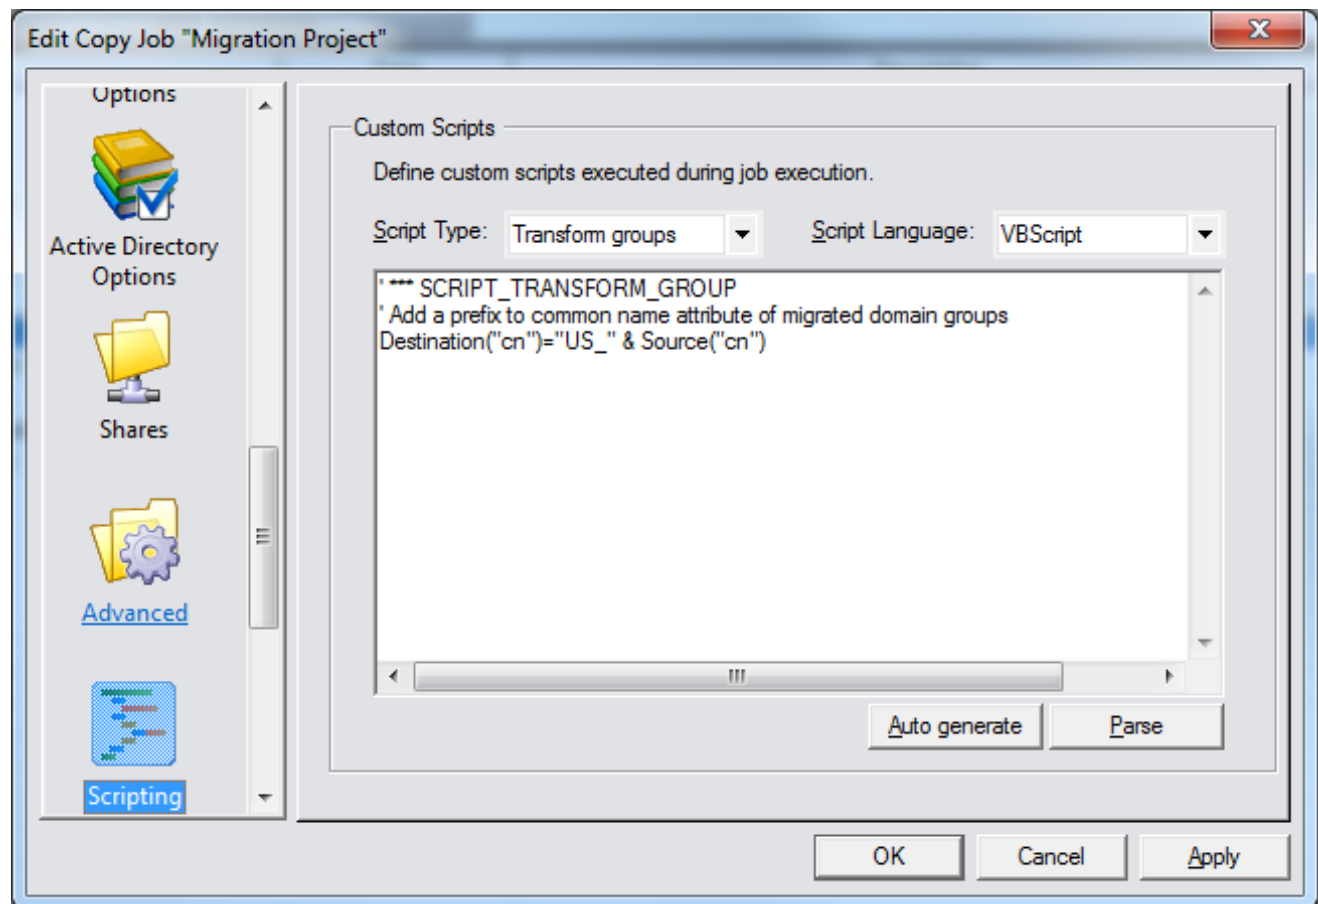 Edit Copy Job "Migration Project"
Options
Active Directory
Options
Shares
Advanced
Scripting
Custom Scripts
Define custom scripts executed during job execution.
Script Type: Transform groups Script Language: VBScript
' *** SCRIPT_TRANSFORM_GROUP
' Add a prefix to common name attribute of migrated domain groups
Destination("cn")="US_" & Source("cn")
Auto generate Parse
OK Cancel Apply